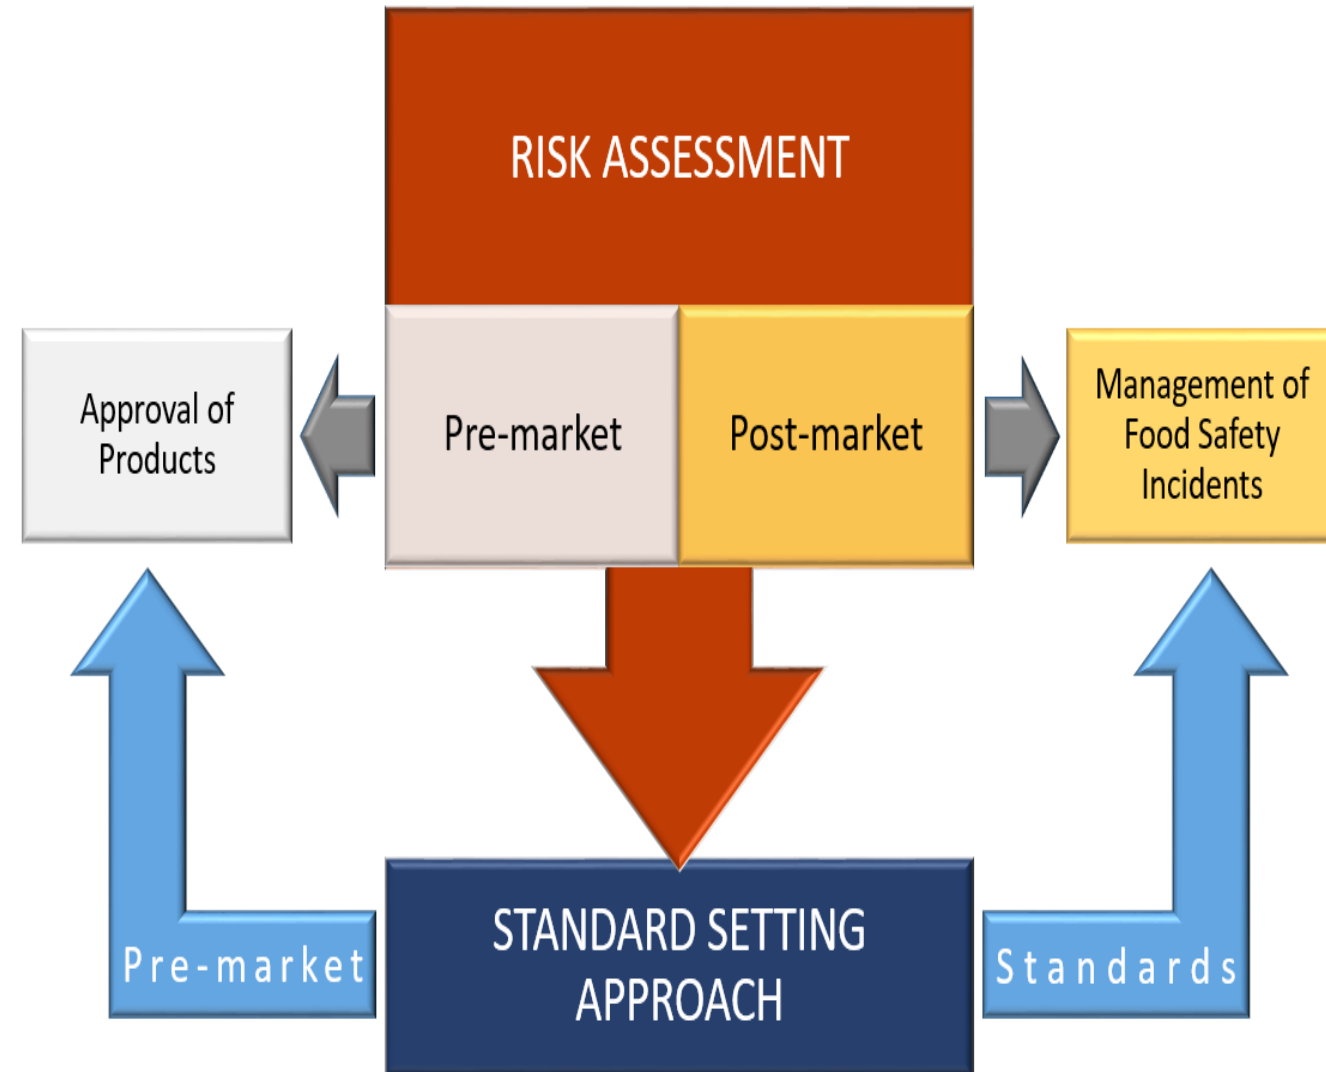 RISK ASSESSMENT
Approval of
Products
Pre-market
Post-market
Management of
Food Safety
Incidents
Pre-market
STANDARD SETTING
APPROACH
Standards